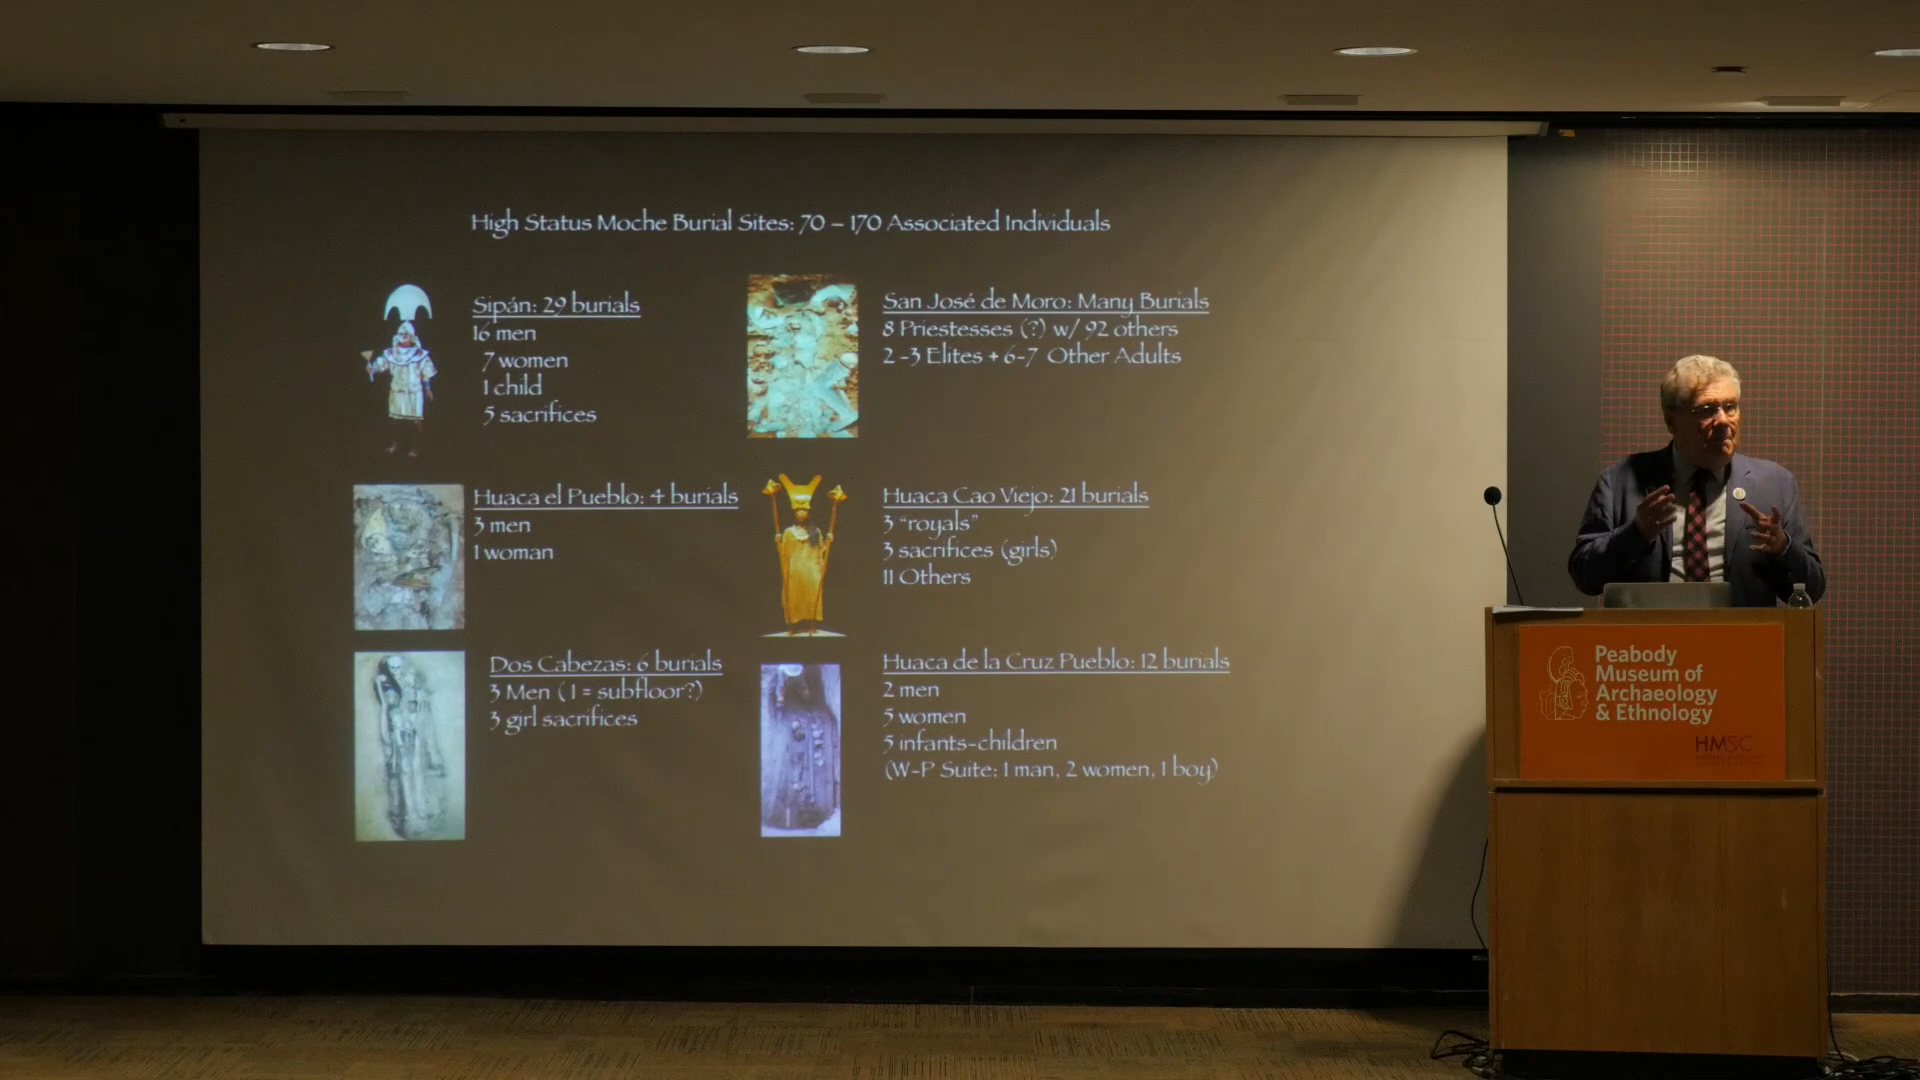 High Status Moche Burial Sites: 70 – 170 Associated Individuals
Sipán: 29 burials
16 men
7 women
1 child
5 sacrifices
San José de Moro: Many Burials
8 Priestesses (?) w/ 92 others
2 -3 Elites + 6-7 Other Adults
Huaca el Pueblo: 4 burials
3 men
1 woman
Huaca Cao Viejo: 21 burials
3 “royals”
3 sacrifices (girls)
11 Others
Dos Cabezas: 6 burials
3 Men ( 1 = subfloor?)
3 girl sacrifices
Huaca de la Cruz Pueblo: 12 burials
2 men
5 women
5 infants-children
(W-P Suite: 1 man, 2 women, 1 boy)
Peabody
Museum of
Archaeology
& Ethnology
HMSC